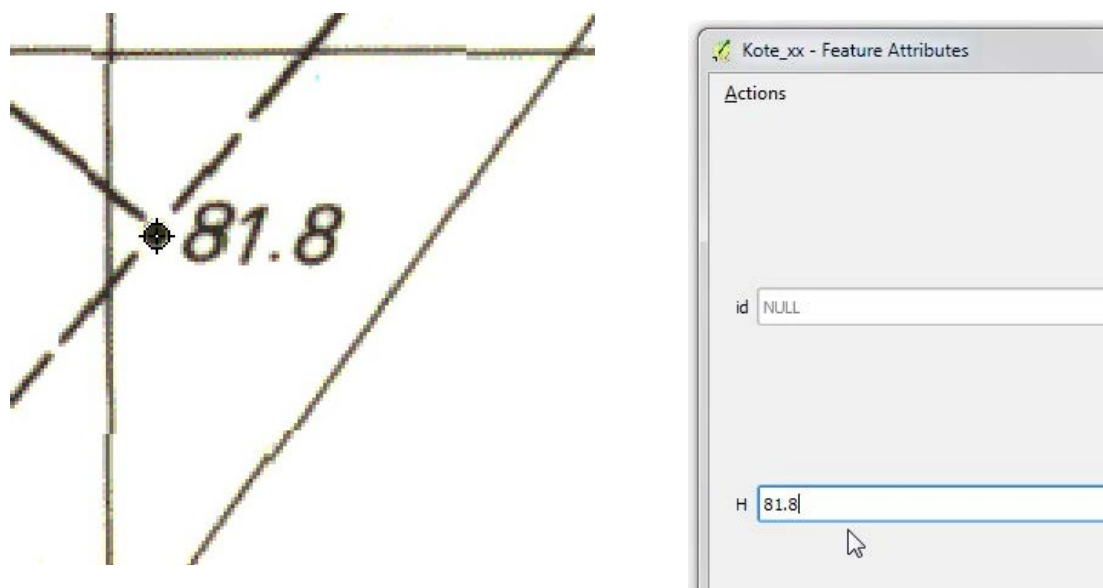 81.8
Kote_xx - Feature Attributes
Actions
id NULL
H 81.8